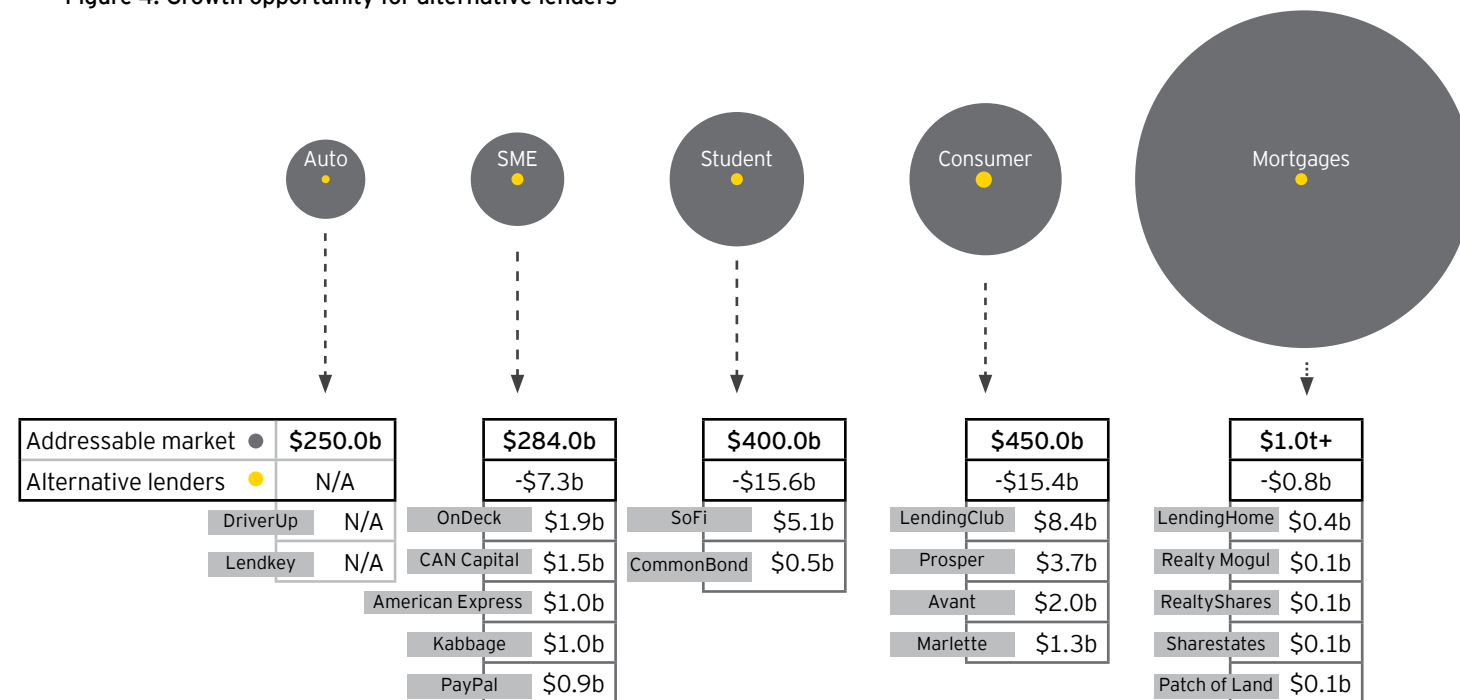 Figure 4. Growth opportunity for alternative lenders
Auto SME Student Consumer Mortgages
Addressable market $250.0b $284.0b $400.0b $450.0b $1.0t+
Alternative lenders N/A -$7.3b -$15.6b -$15.4b -$0.8b
DriverUp N/A OnDeck $1.9b SoFi $5.1b LendingClub $8.4b LendingHome $0.4b
Lendkey N/A CAN Capital $1.5b CommonBond $0.5b Prosper $3.7b Realty Mogul $0.1b
American Express $1.0b Avant $2.0b RealtyShares $0.1b
Kabbage $1.0b Marlette $1.3b Sharestates $0.1b
PayPal $0.9b Patch of Land $0.1b